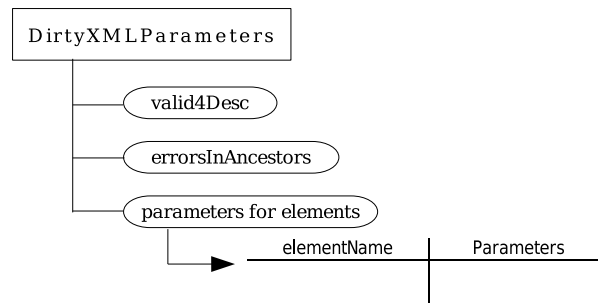 DirtyXMLParameters
valid4Desc
errorsInAncestors
parameters for elements
elementName Parameters